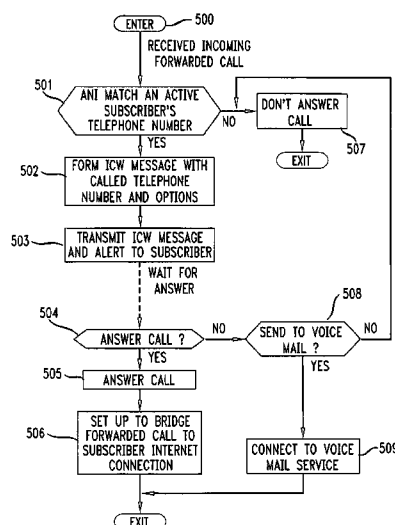 ENTER
500
RECEIVED INCOMING
FORWARDED CALL
501
ANI MATCH AN ACTIVE
SUBSCRIBER'S
TELEPHONE NUMBER
NO
DON'T ANSWER
CALL
507
EXIT
YES
502
FORM ICW MESSAGE WITH
CALLED TELEPHONE
NUMBER AND OPTIONS
503
TRANSMIT ICW MESSAGE
AND ALERT TO SUBSCRIBER
WAIT FOR
ANSWER
504
ANSWER CALL ?
NO
508
SEND TO VOICE
MAIL ?
NO
YES
YES
505
ANSWER CALL
506
SET UP TO BRIDGE
FORWARDED CALL TO
SUBSCRIBER INTERNET
CONNECTION
CONNECT TO VOICE
MAIL SERVICE
509
EXIT